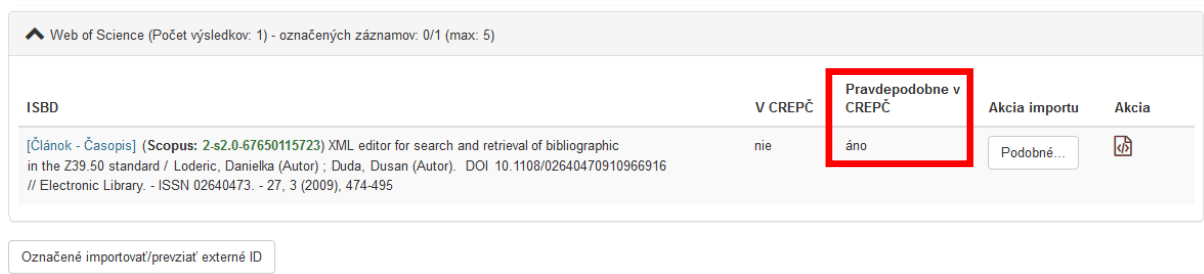 Web of Science (Počet výsledkov: 1) - označených záznamov: 0/1 (max: 5)
ISBD V CREPČ Pravdepodobne v CREPČ Akcia importu Akcia
[Článok - Časopis] (Scopus: 2-s2.0-67650115723) XML editor for search and retrieval of bibliographic nie áno Podobné...
in the Z39.50 standard / Loderic, Danielka (Autor) ; Duda, Dusan (Autor). DOI 10.1108/02640470910966916
// Electronic Library. - ISSN 02640473. - 27, 3 (2009), 474-495
Označené importovať/prevziať externé ID